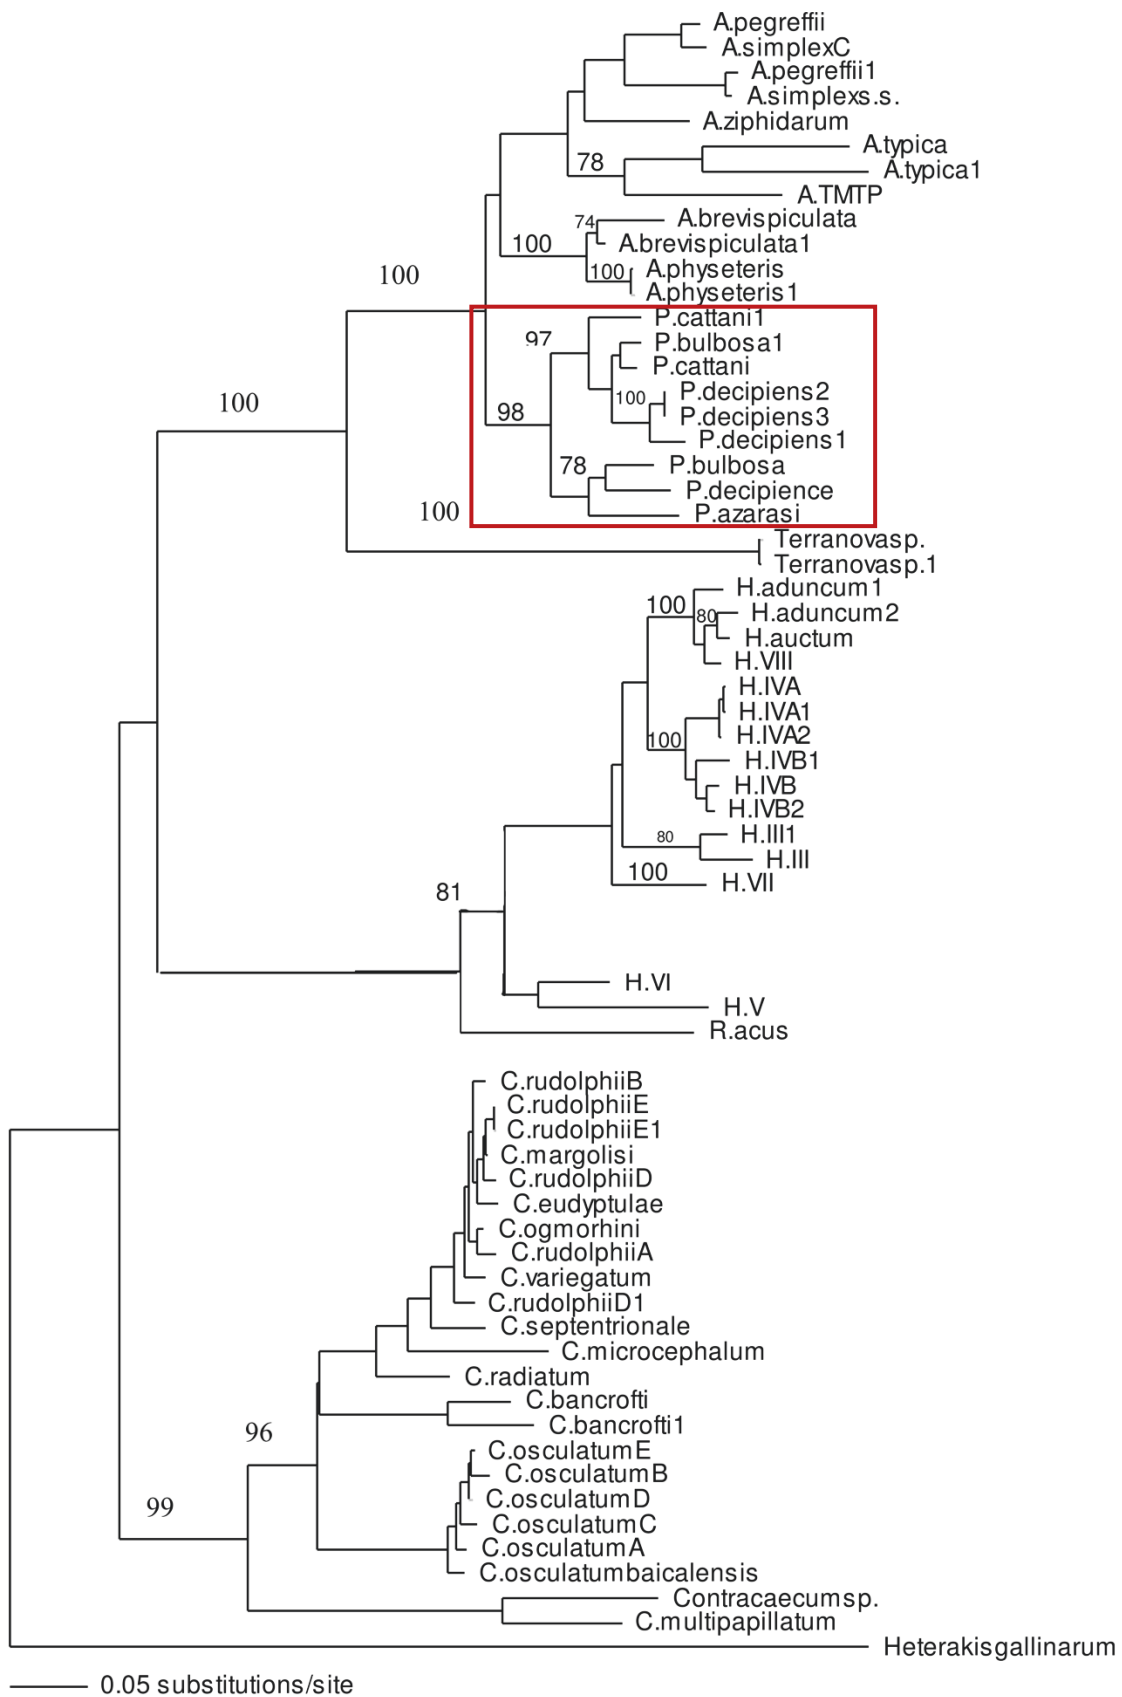 A.pegreffii
A.simplexC
A.pegreffii1
A.simplexs.s.
A.ziphidarum
A.typica
78
A.typica1
A.TMTP
74
A.brevispiculata
100
A.brevispiculata1
100
A.physeteris
100
A.physeteris1
P.cattani1
97
P.bulbosa1
P.cattani
100
P.decipiens2
100
98
P.decipiens3
P.decipiens1
78
P.bulbosa
P.decipience
100
P.azarasi
Terranovasp.
Terranovasp.1
H.aduncum1
100
80
H.aduncum2
H.auctum
H.VIII
H.IVA
H.IVA1
100
H.IVA2
H.IVB1
H.IVB
H.IVB2
80
H.III1
H.III
100
H.VII
81
H.VI
H.V
R.acus
C.rudolphiiB
C.rudolphiiE
C.rudolphiiE1
C.margolisi
C.rudolphiiD
C.eudyptulae
C.ogmorhini
C.rudolphiiA
C.variegatum
C.rudolphiiD1
C.septentrionale
C.microcephalum
C.radiatum
C.bancrofti
C.bancrofti1
96
C.osculatumE
C.osculatumB
C.osculatumD
99
C.osculatumC
C.osculatumA
C.osculatumbaicalensis
Contracaecumsp.
C.multipapillatum
Heterakisgallinarum
0.05 substitutions/site